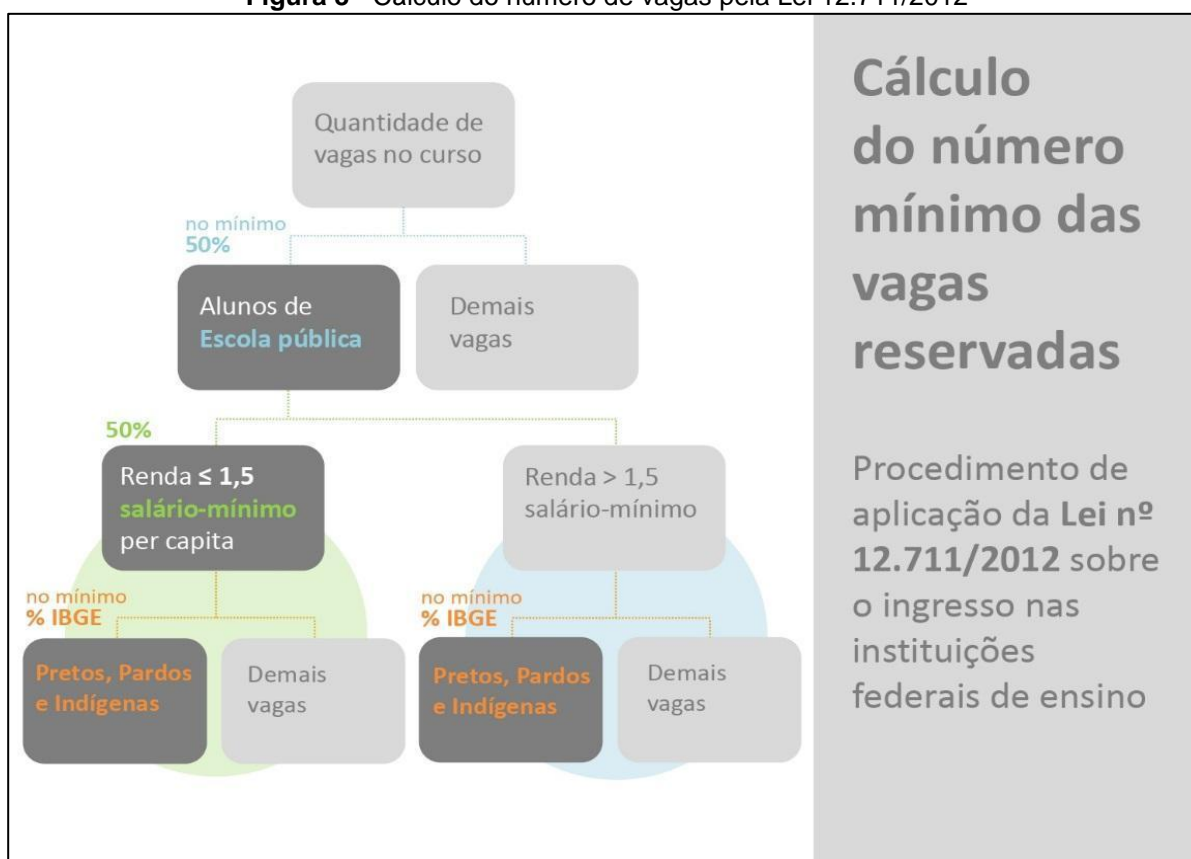 Figura 3 - Cálculo do número de vagas pela Lei 12.711/2012
Quantidade de
vagas no curso
no mínimo
50%
Alunos de
Escola pública
Demais
vagas
50%
Renda ≤ 1,5
salário-mínimo
per capita
Renda > 1,5
salário-mínimo
no mínimo
% IBGE
Pretos, Pardos
e Indígenas
Demais
vagas
no mínimo
% IBGE
Pretos, Pardos
e Indígenas
Demais
vagas
Cálculo
do número
mínimo das
vagas
reservadas
Procedimento de
aplicação da Lei nº
12.711/2012 sobre
o ingresso nas
instituições
federais de ensino